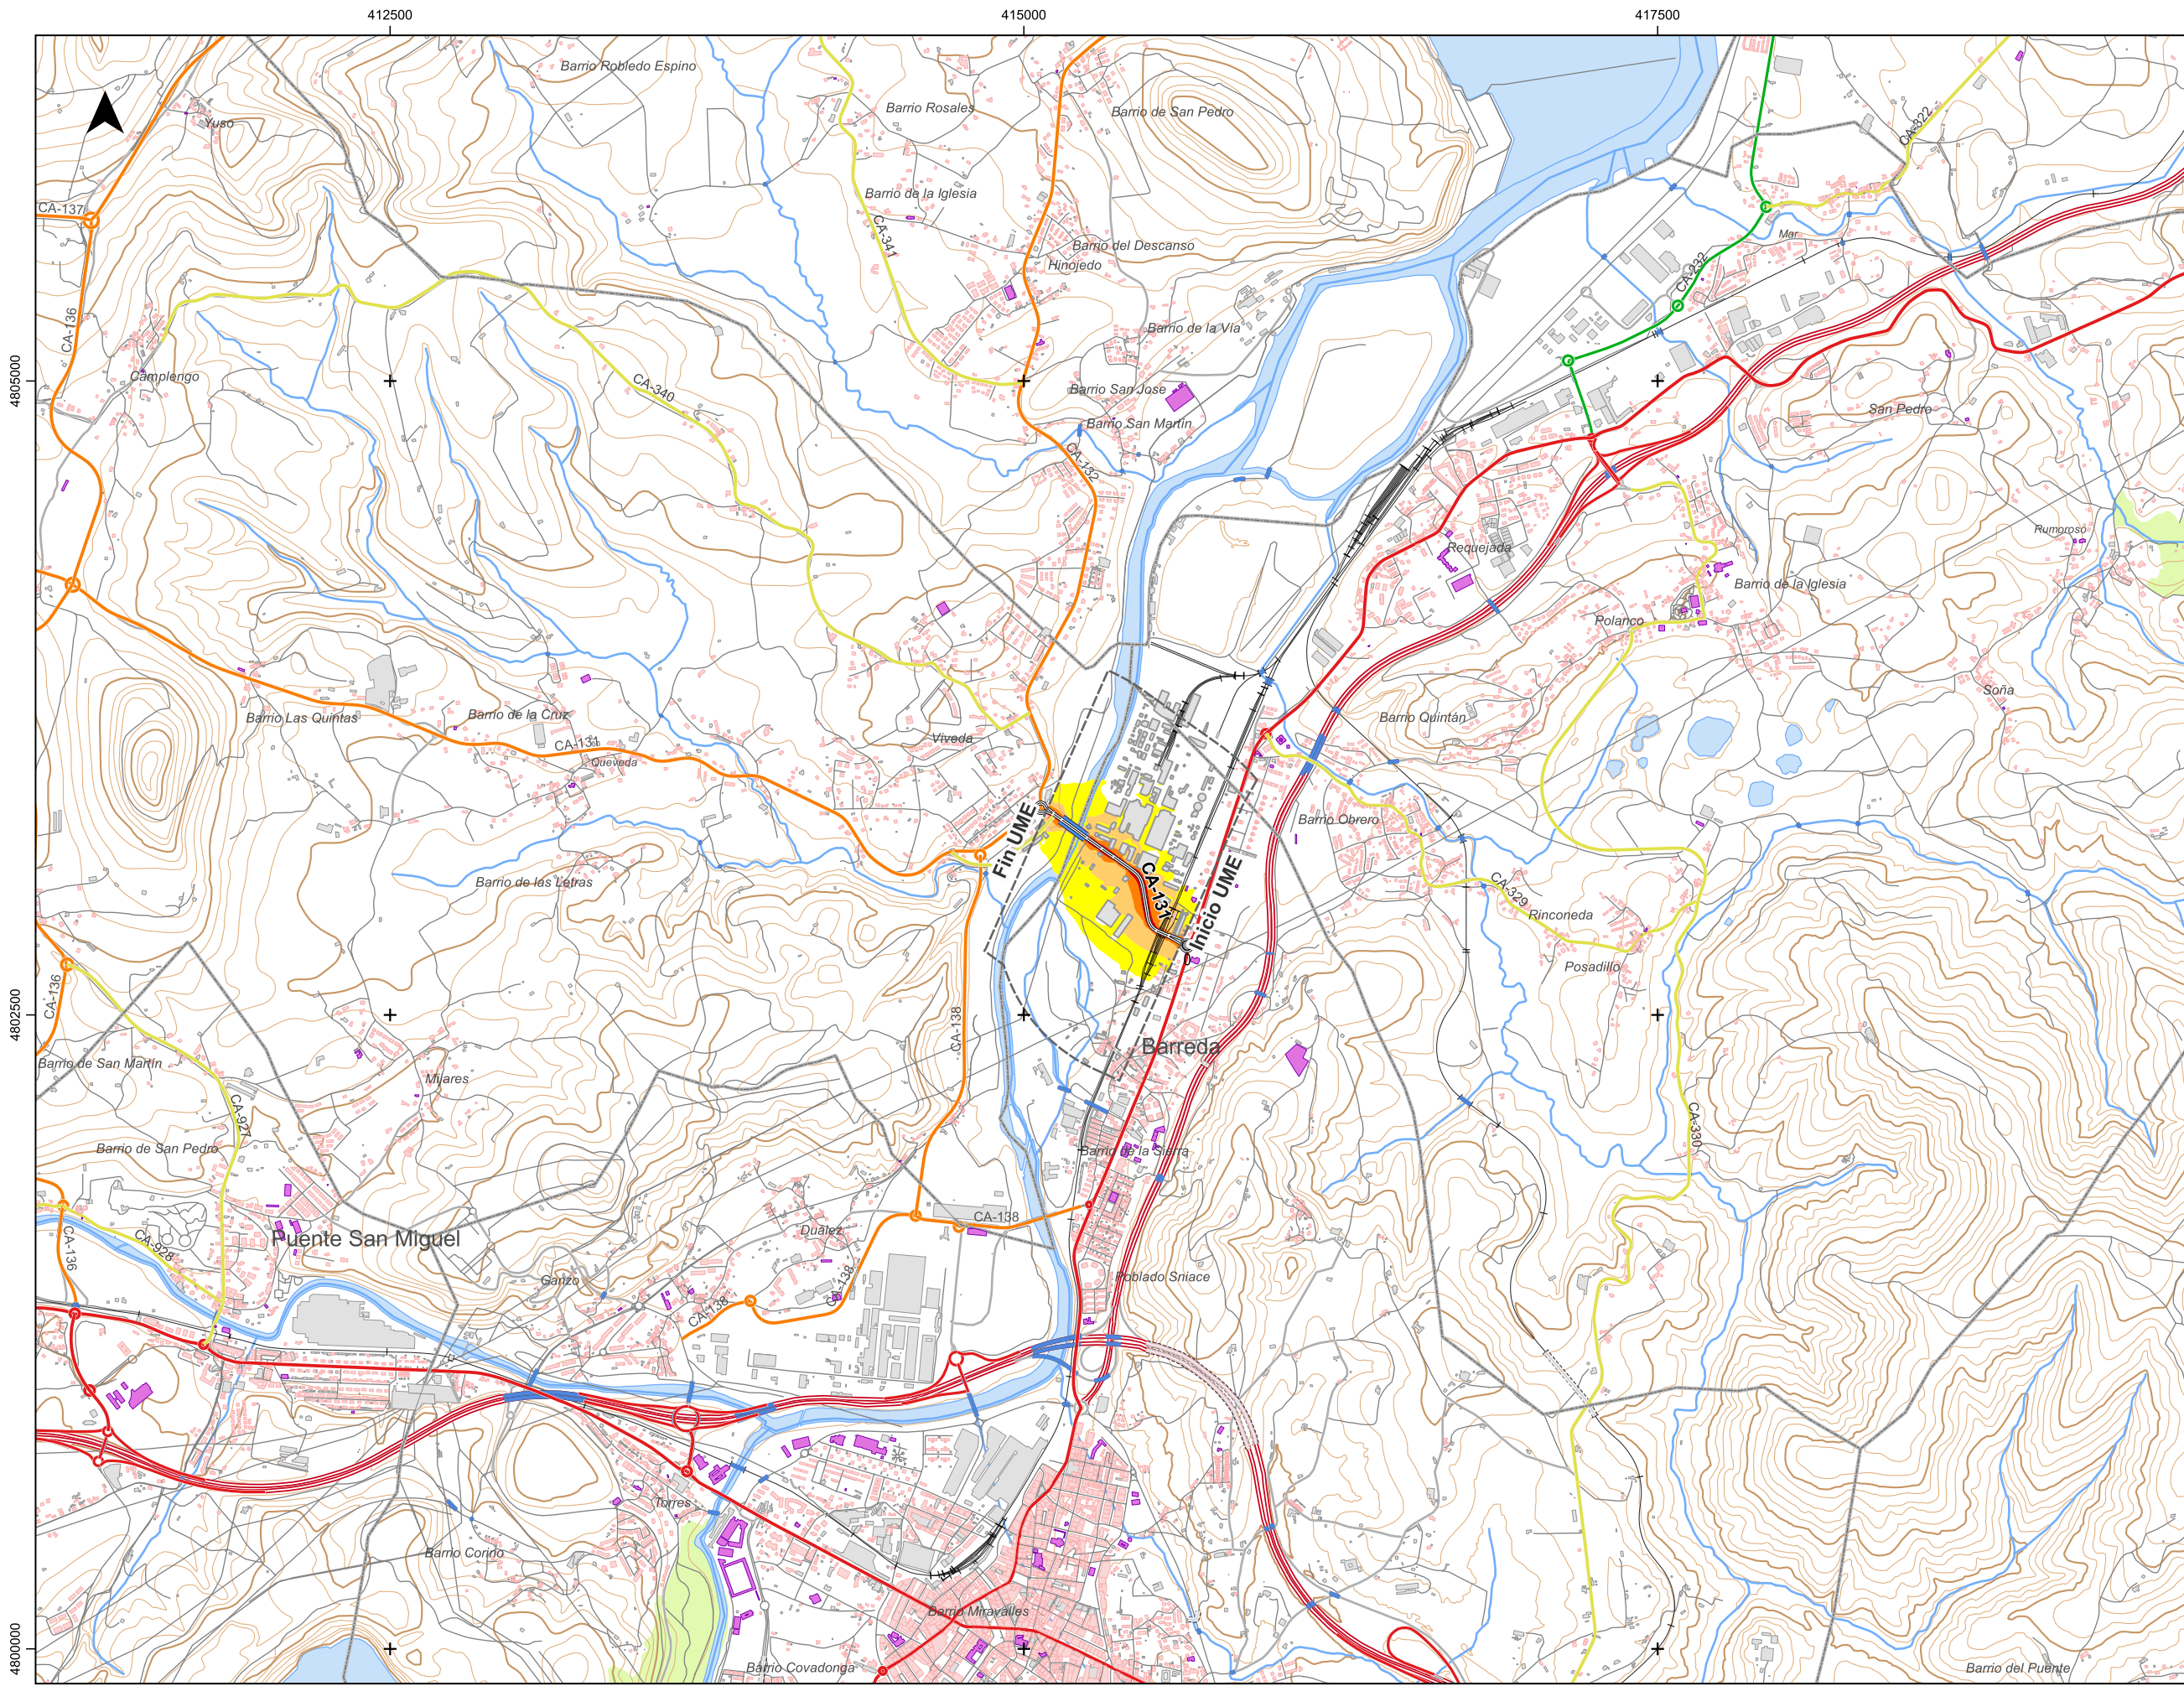 412500
415000
417500
Barrio Robledo Espino
Barrio Rosales
Barrio de San Pedro
Yuso
CA-322
Barrio de la Iglesia
CA-137
CA-341
Mar
Barrio del Descanso
Hinojedo
CA-232
CA-136
Barrio de la Vía
4805000
Camplengo
CA-340
Barrio San Jose
San Pedro
Barrio San Martín
CA-132
Rumoroso
Requejada
Barrio de la Iglesia
Polanco
Soña
Barrio Las Quintas
Barrio de la Cruz
Barrio Quintán
Viveda
CA-131
Queveda
Fin UME
Barrio Obrero
Barrio de las Letras
CA-131
Inicio UME
CA-329
Rinconeda
Posadillo
CA-136
4802500
CA-138
Barreda
Barrio de San Martín
Mijares
CA-927
CA-330
Barrio de San Pedro
Barrio de la Sierra
CA-138
Duález
Puente San Miguel
CA-928
CA-136
Ganzo
Poblado Sniace
CA-138
CA-138
Torres
Barrio Corino
Barrio Miravalles
4800000
Barrio Covadonga
Barrio del Puente